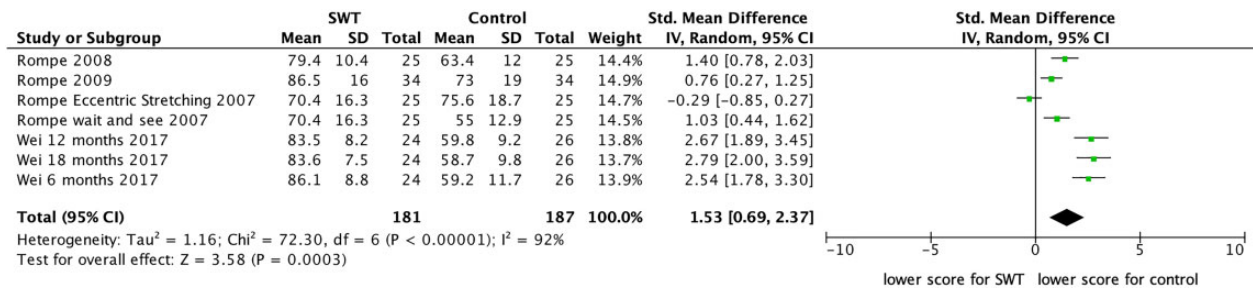 SWT Control Std. Mean Difference Std. Mean Difference
Study or Subgroup Mean SD Total Mean SD Total Weight IV, Random, 95% CI IV, Random, 95% CI
Rompe 2008 79.4 10.4 25 63.4 12 25 14.4% 1.40 [0.78, 2.03]
Rompe 2009 86.5 16 34 73 19 34 14.9% 0.76 [0.27, 1.25]
Rompe Eccentric Stretching 2007 70.4 16.3 25 75.6 18.7 25 14.7% -0.29 [-0.85, 0.27]
Rompe wait and see 2007 70.4 16.3 25 55 12.9 25 14.5% 1.03 [0.44, 1.62]
Wei 12 months 2017 83.5 8.2 24 59.8 9.2 26 13.8% 2.67 [1.89, 3.45]
Wei 18 months 2017 83.6 7.5 24 58.7 9.8 26 13.7% 2.79 [2.00, 3.59]
Wei 6 months 2017 86.1 8.8 24 59.2 11.7 26 13.9% 2.54 [1.78, 3.30]
Total (95% CI) 181 187 100.0% 1.53 [0.69, 2.37]
Heterogeneity: Tau² = 1.16; Chi² = 72.30, df = 6 (P < 0.00001); I² = 92%
Test for overall effect: Z = 3.58 (P = 0.0003)
-10 -5 0 5 10
lower score for SWT lower score for control